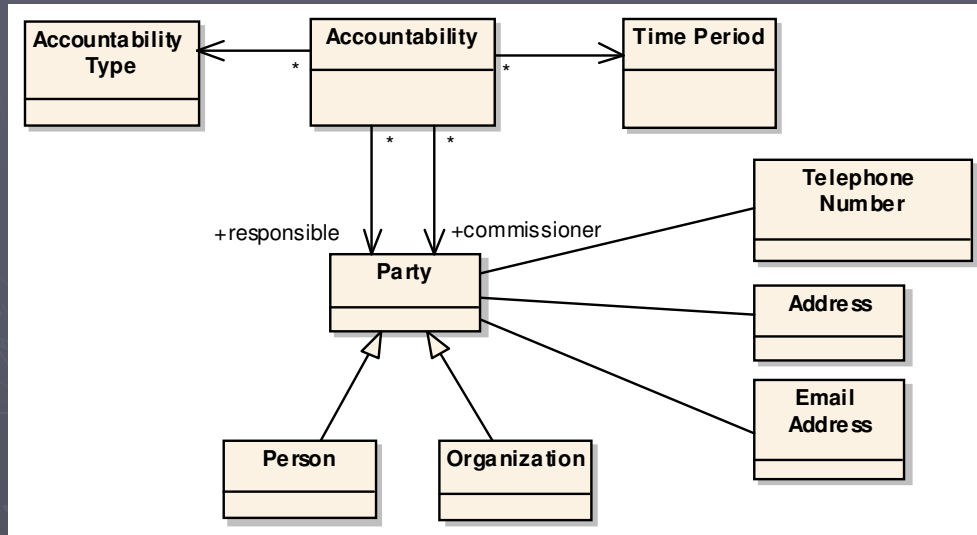 Accountability
Type
Accountability
Time Period
*
*
*
*
+responsible
+commissioner
Telephone
Number
Party
Address
Email
Address
Person
Organization